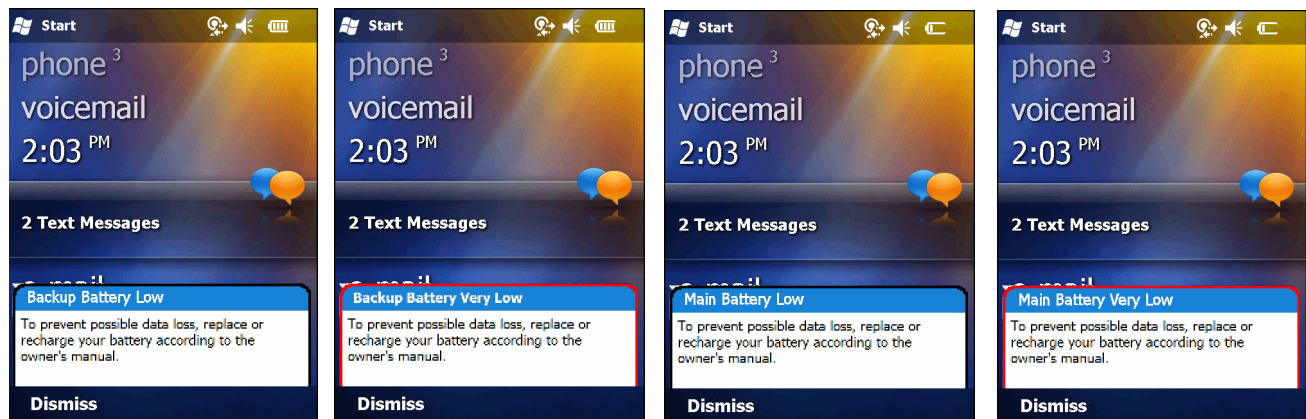 Start
phone 3
voicemail
2:03 PM
2 Text Messages
e-mail
Backup Battery Low
To prevent possible data loss, replace or
recharge your battery according to the
owner's manual.
Dismiss
Start
phone 3
voicemail
2:03 PM
2 Text Messages
e-mail
Backup Battery Very Low
To prevent possible data loss, replace or
recharge your battery according to the
owner's manual.
Dismiss
Start
phone 3
voicemail
2:03 PM
2 Text Messages
e-mail
Main Battery Low
To prevent possible data loss, replace or
recharge your battery according to the
owner's manual.
Dismiss
Start
phone 3
voicemail
2:03 PM
2 Text Messages
e-mail
Main Battery Very Low
To prevent possible data loss, replace or
recharge your battery according to the
owner's manual.
Dismiss